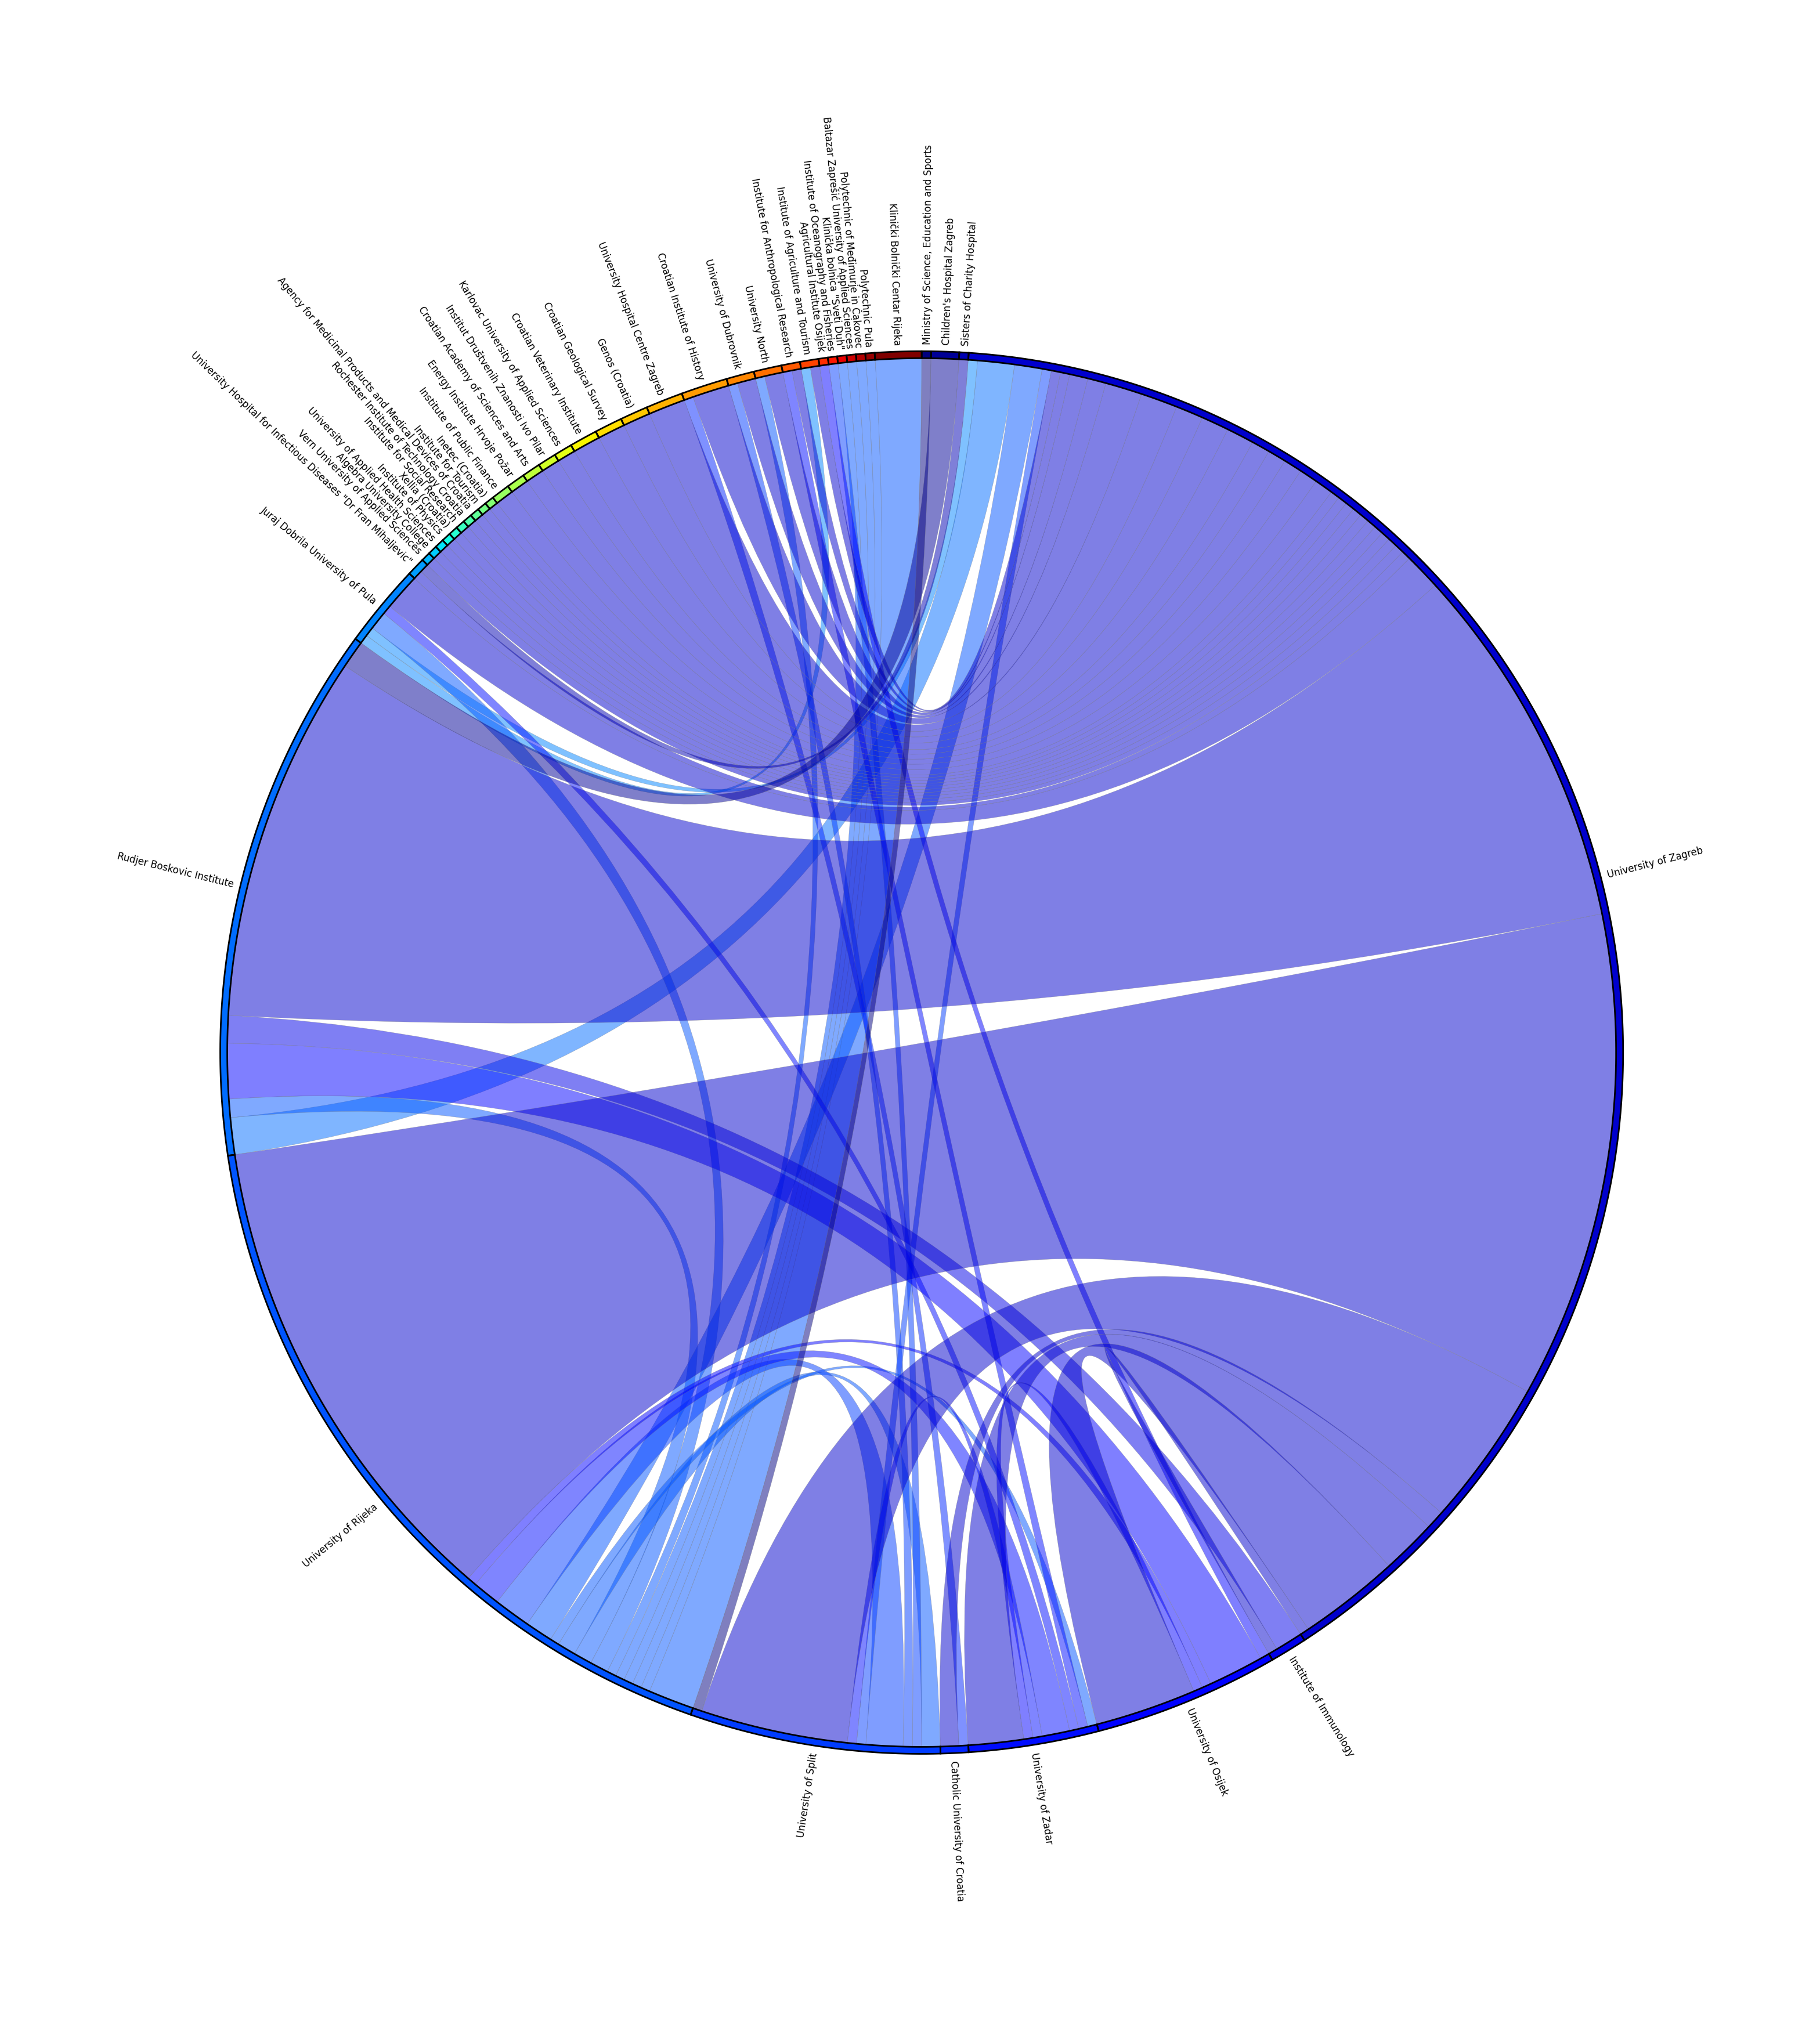 Ministry of Science, Education and Sports
Children's Hospital Zagreb
Sisters of Charity Hospital
University of Zagreb
Institute of Immunology
University of Osijek
University of Zadar
Catholic University of Croatia
University of Split
University of Rijeka
Rudjer Boskovic Institute
Juraj Dobrila University of Pula
University Hospital for Infectious Diseases "Dr Fran Mihaljevic"
Vern University of Applied Sciences
Algebra University College
University of Applied Health Sciences
Institute of Physics
Xellia (Croatia)
Institute for Social Research
Rochester Institute of Technology Croatia
Agency for Medicinal Products and Medical Devices of Croatia
Institute for Tourism
Inetec (Croatia)
Institute of Public Finance
Energy Institute Hrvoje Požar
Croatian Academy of Sciences and Arts
Institut Društvenih Znanosti Ivo Pilar
Karlovac University of Applied Sciences
Croatian Veterinary Institute
Croatian Geological Survey
Genos (Croatia)
University Hospital Centre Zagreb
Croatian Institute of History
University of Dubrovnik
University North
Institute for Anthropological Research
Institute of Agriculture and Tourism
Agricultural Institute Osijek
Institute of Oceanography and Fisheries
Klinička bolnica "Sveti Duh"
Baltazar Zaprešić University of Applied Sciences
Polytechnic of Međimurje in Čakovec
Polytechnic Pula
Klinički Bolnički Centar Rijeka